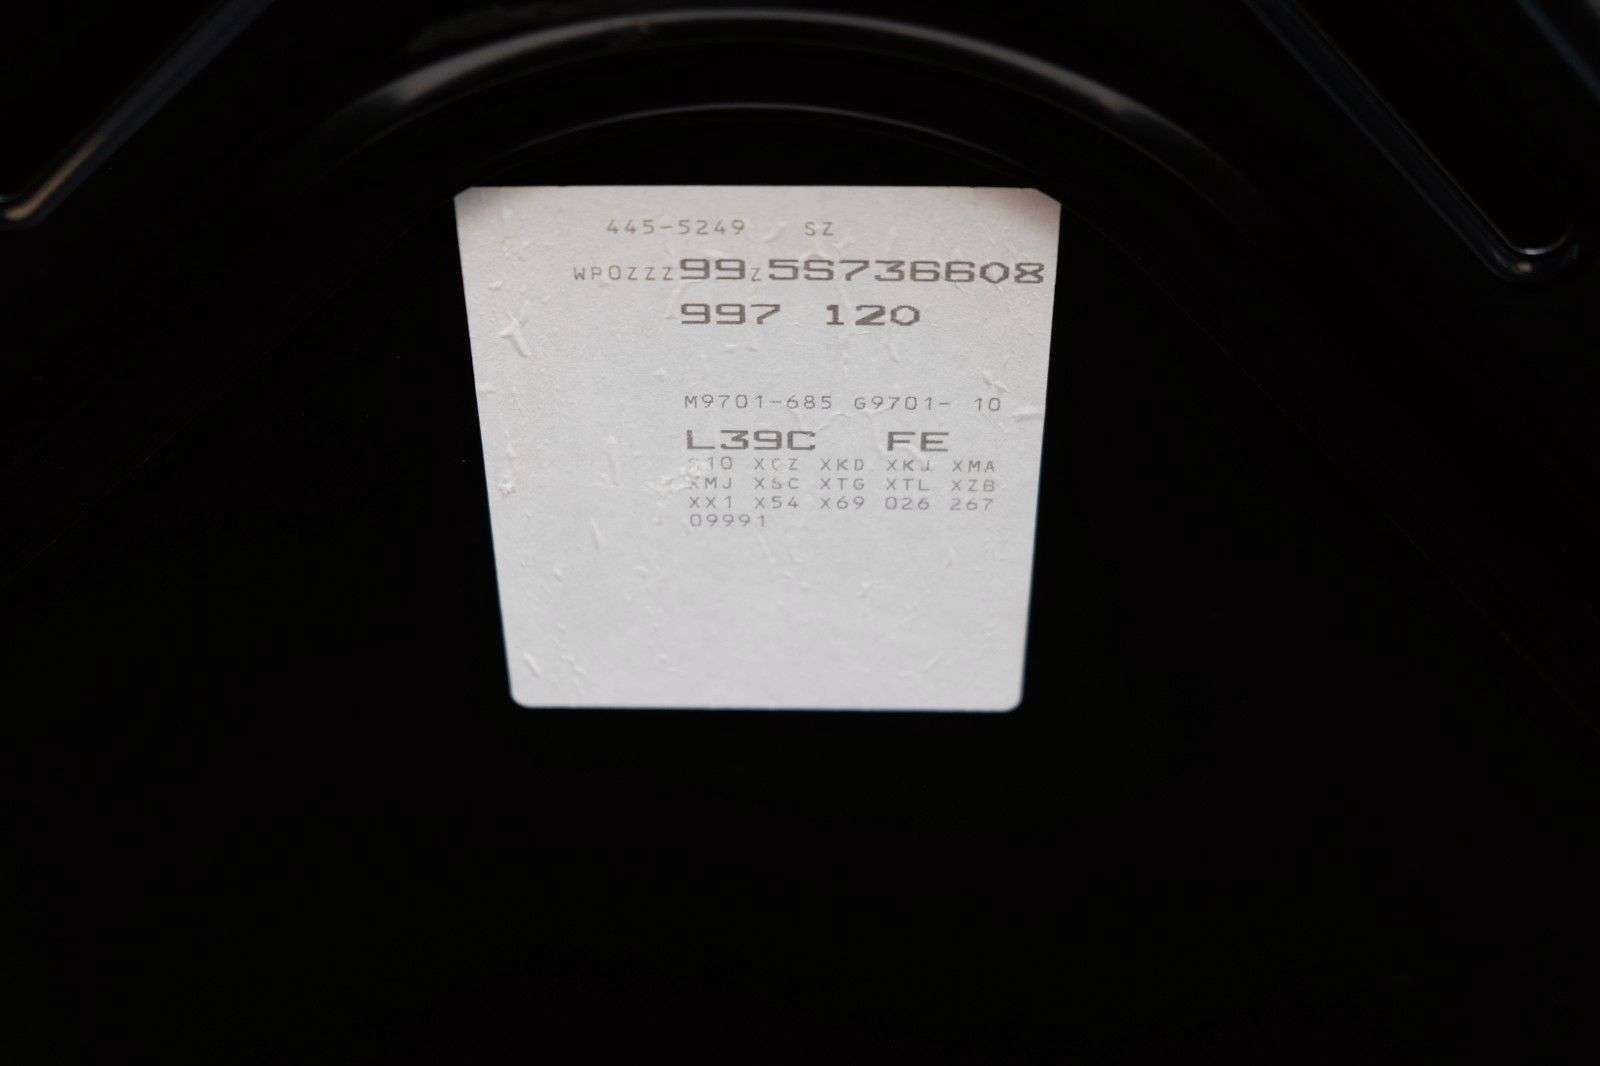 445-5249 SZ
WP0ZZZ99Z5S736608
997 120
M9701-685 G9701- 10
L39C FE
XCZ XKD XKJ XMA
XMJ XSC XTG XTL XZB
XX1 X54 X69 026 267
09991